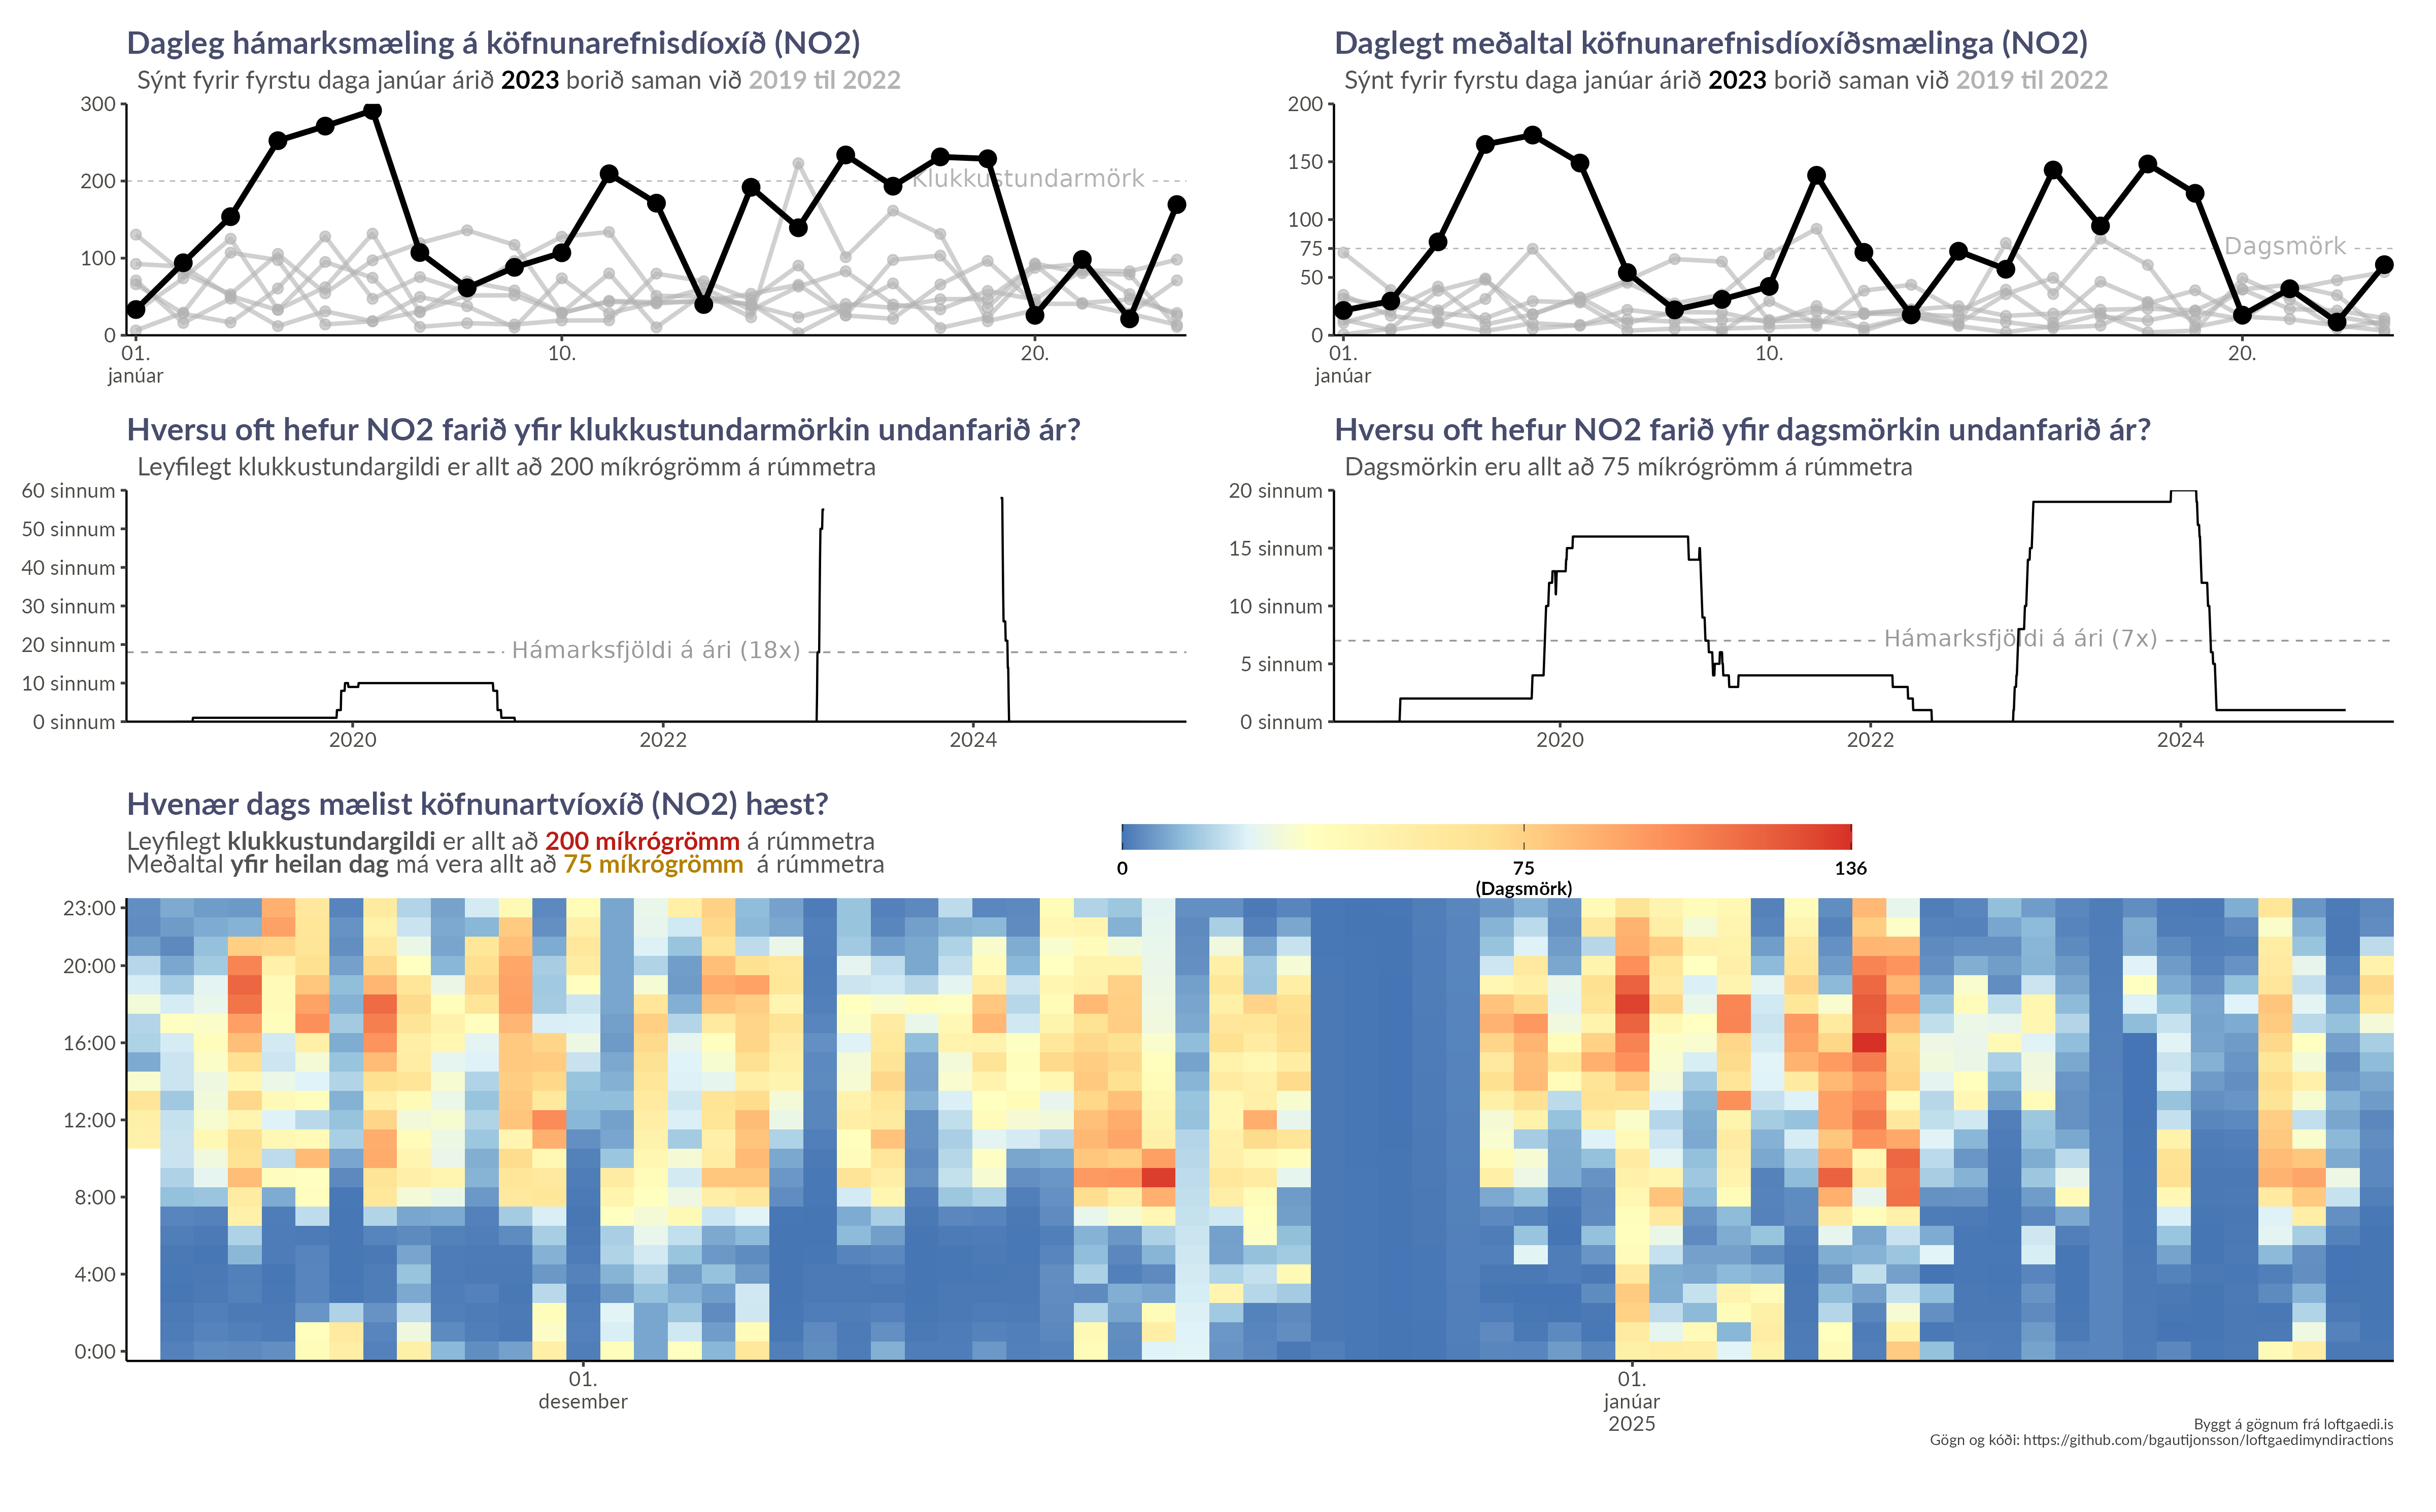 Dagleg hámarksmæling á köfnunarefnisdíoxíð (NO2)
Sýnt fyrir fyrstu daga janúar árið 2023 borið saman við 2019 til 2022
300
200
100
0
Klukkustundarmörk
01.
janúar
10.
20.
Daglegt meðaltal köfnunarefnisdíoxíðsmælinga (NO2)
Sýnt fyrir fyrstu daga janúar árið 2023 borið saman við 2019 til 2022
200
150
100
75
50
0
Dagsmörk
01.
janúar
10.
20.
Hversu oft hefur NO2 farið yfir klukkustundarmörkin undanfarið ár?
Leyfilegt klukkustundargildi er allt að 200 míkrógrömm á rúmmetra
60 sinnum
50 sinnum
40 sinnum
30 sinnum
20 sinnum
10 sinnum
0 sinnum
Hámarksfjöldi á ári (18x)
2020
2022
2024
Hversu oft hefur NO2 farið yfir dagsmörkin undanfarið ár?
Dagsmörkin eru allt að 75 míkrógrömm á rúmmetra
20 sinnum
15 sinnum
10 sinnum
5 sinnum
0 sinnum
Hámarksfjöldi á ári (7x)
2020
2022
2024
Hvenær dags mælist köfnunartvíoxíð (NO2) hæst?
Leyfilegt klukkustundargildi er allt að 200 míkrógrömm á rúmmetra
Meðaltal yfir heilan dag má vera allt að 75 míkrógrömm á rúmmetra
0
75
(Dagsmörk)
136
23:00
20:00
16:00
12:00
8:00
4:00
0:00
01.
desember
01.
janúar
2025
Byggt á gögnum frá loftgaedi.is
Gögn og kóði: https://github.com/bgautijonsson/loftgaedimyndiractions